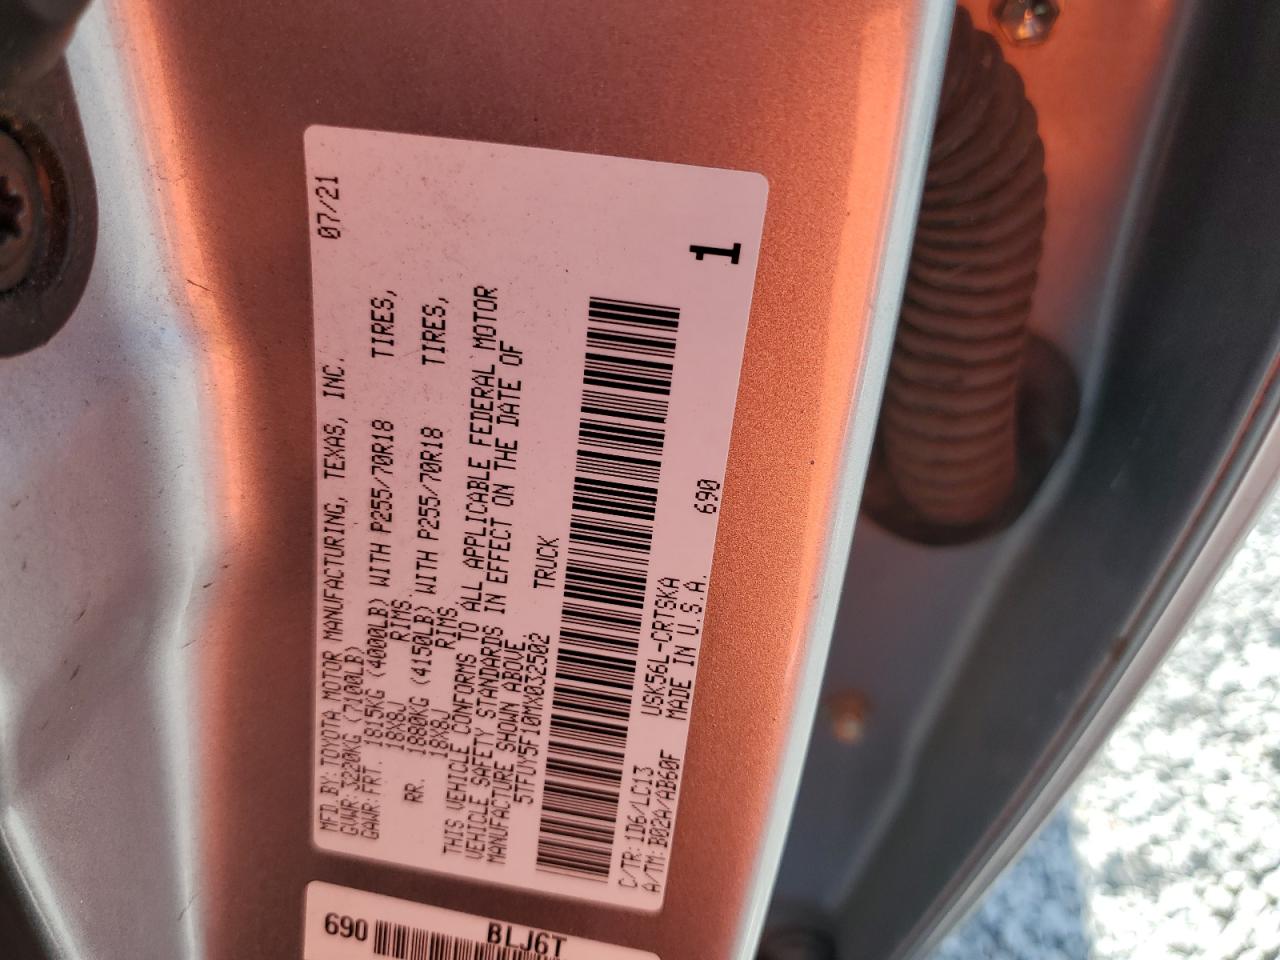 MFD.BY: TOYOTA MOTOR MANUFACTURING, TEXAS, INC. 07/21
GVWR:3220KG (7100LB)
GAWR:FRT. 1815KG (4000LB) WITH P255/70R18 TIRES,
18X8J RIMS
RR. 1880KG (4150LB) WITH P255/70R18 TIRES,
18X8J RIMS
THIS VEHICLE CONFORMS TO ALL APPLICABLE FEDERAL MOTOR
VEHICLE SAFETY STANDARDS IN EFFECT ON THE DATE OF
MANUFACTURE SHOWN ABOVE.
5TFUY5F10MX032502 TRUCK
C/TR: 1D6/LC13 USK56L-CRTSKA 690
A/TM: B02A/AB60F MADE IN U.S.A.
1
690 BLJ6T